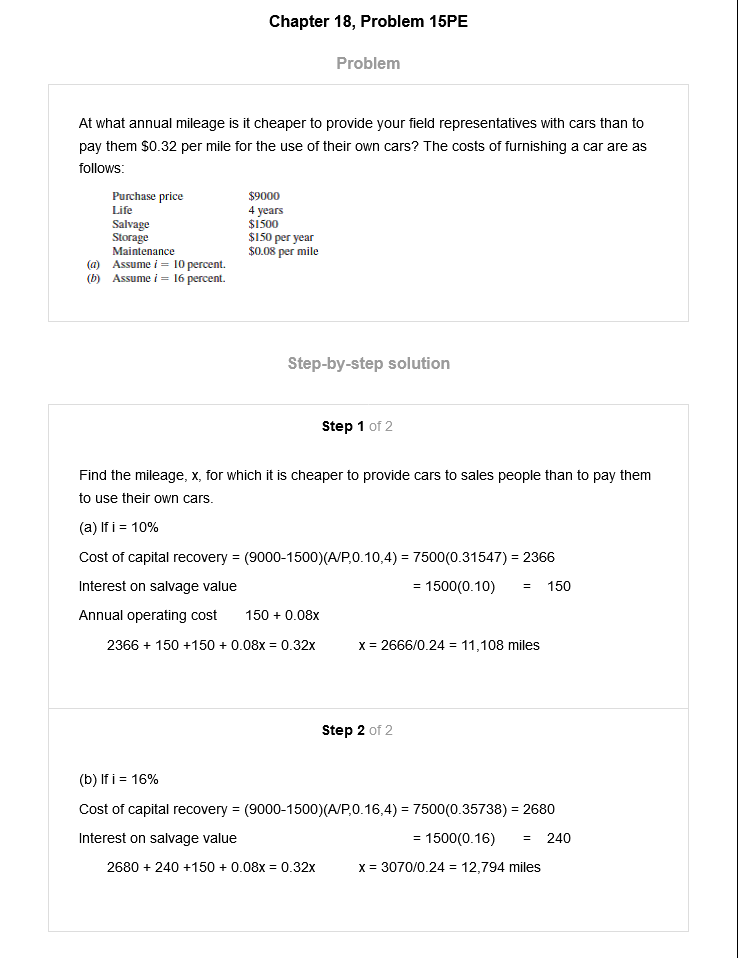 Chapter 18, Problem 15PE
Problem
At what annual mileage is it cheaper to provide your field representatives with cars than to
pay them $0.32 per mile for the use of their own cars? The costs of furnishing a car are as
follows:
Purchase price $9000
Life 4 years
Salvage $1500
Storage $150 per year
Maintenance $0.08 per mile
(a) Assume i = 10 percent.
(b) Assume i = 16 percent.
Step-by-step solution
Step 1 of 2
Find the mileage, x, for which it is cheaper to provide cars to sales people than to pay them
to use their own cars.
(a) If i = 10%
Cost of capital recovery = (9000-1500)(A/P,0.10,4) = 7500(0.31547) = 2366
Interest on salvage value = 1500(0.10) = 150
Annual operating cost 150 + 0.08x
2366 + 150 +150 + 0.08x = 0.32x x = 2666/0.24 = 11,108 miles
Step 2 of 2
(b) If i = 16%
Cost of capital recovery = (9000-1500)(A/P,0.16,4) = 7500(0.35738) = 2680
Interest on salvage value = 1500(0.16) = 240
2680 + 240 +150 + 0.08x = 0.32x x = 3070/0.24 = 12,794 miles